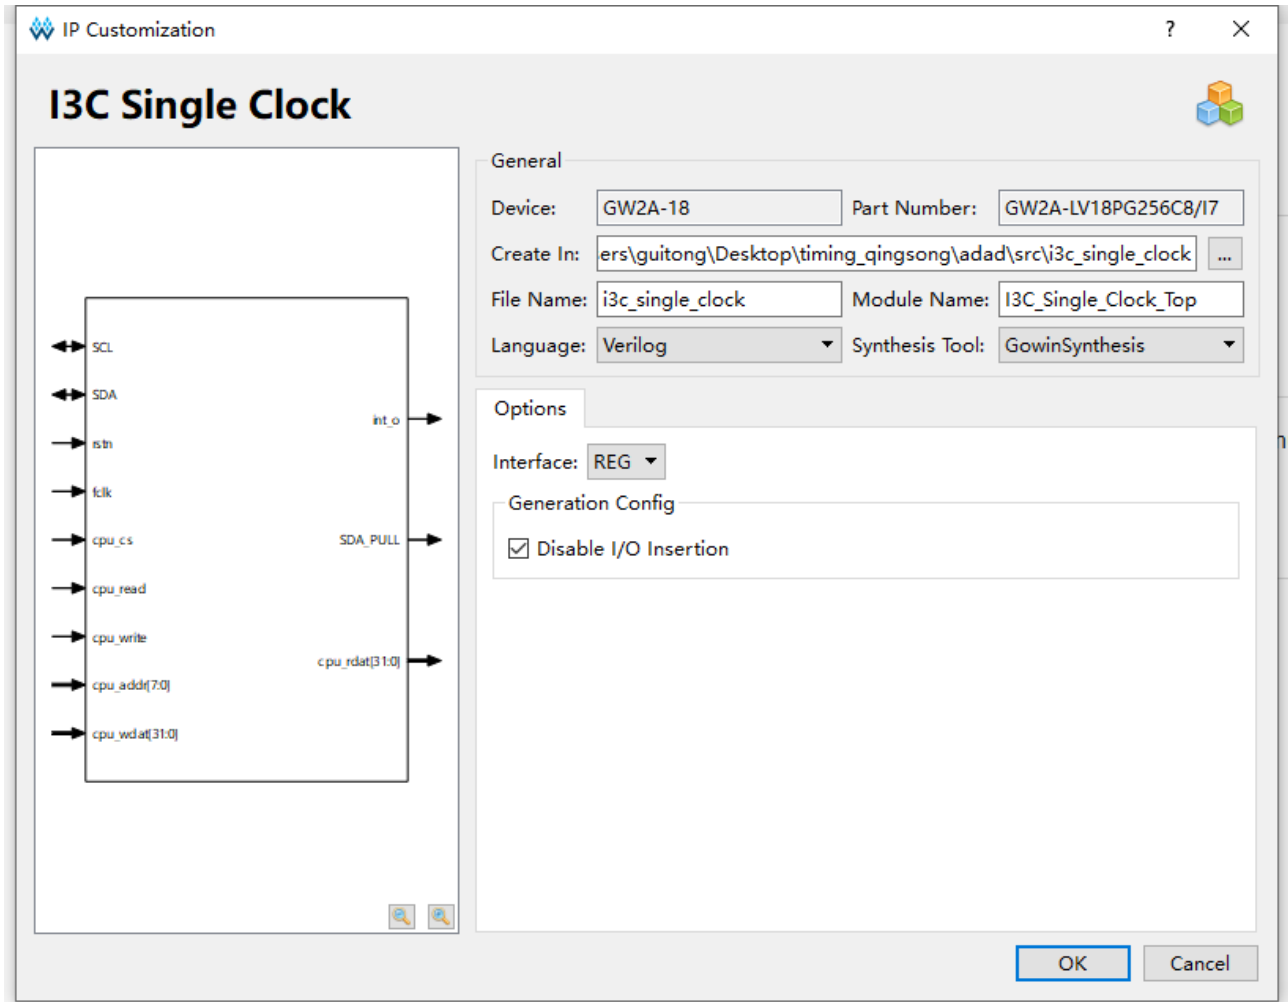 IP Customization ? ×
I3C Single Clock
General
Device: GW2A-18 Part Number: GW2A-LV18PG256C8/I7
Create In: ers\guitong\Desktop\timing_qingsong\adad\src\i3c_single_clock ...
File Name: i3c_single_clock Module Name: I3C_Single_Clock_Top
Language: Verilog Synthesis Tool: GowinSynthesis
SCL
SDA
rstn
fclk
cpu_cs
cpu_read
cpu_write
cpu_addr[7:0]
cpu_wdat[31:0]
int_o
SDA_PULL
cpu_rdat[31:0]
Options
Interface: REG
Generation Config
Disable I/O Insertion
OK Cancel